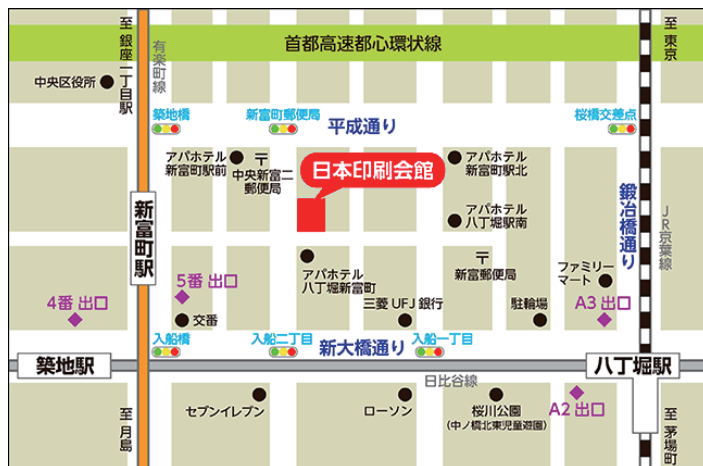 首都高速都心環状線
至 銀座一丁目駅
有楽町線
至 東京
中央区役所
築地橋
新富町郵便局
平成通り
桜橋交差点
アパホテル
新富町駅前
〒
中央新富二
郵便局
日本印刷会館
アパホテル
新富町駅北
アパホテル
八丁堀駅南
鍛冶橋通り
JR京葉線
新富町駅
アパホテル
八丁堀新富町
〒
新富郵便局
ファミリー
マート
5番 出口
4番 出口
交番
三菱UFJ銀行
駐輪場
A3 出口
入船橋
入船二丁目
新大橋通り
入船一丁目
築地駅
日比谷線
八丁堀駅
セブンイレブン
ローソン
桜川公園
(中ノ橋北東児童遊園)
A2 出口
至 月島
至 茅場町